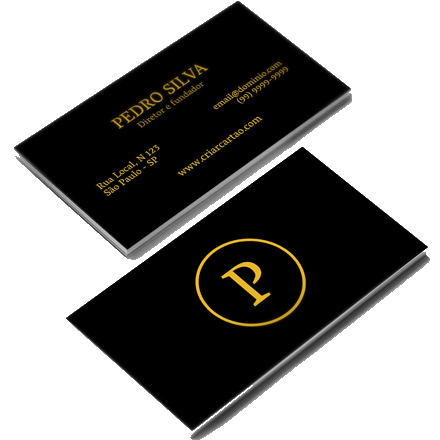 PEDRO SILVA
Diretor e fundador
email@dominio.com
(99) 9999-9999
Rua Local, N 123
São Paulo - SP
www.criarcartao.com
P